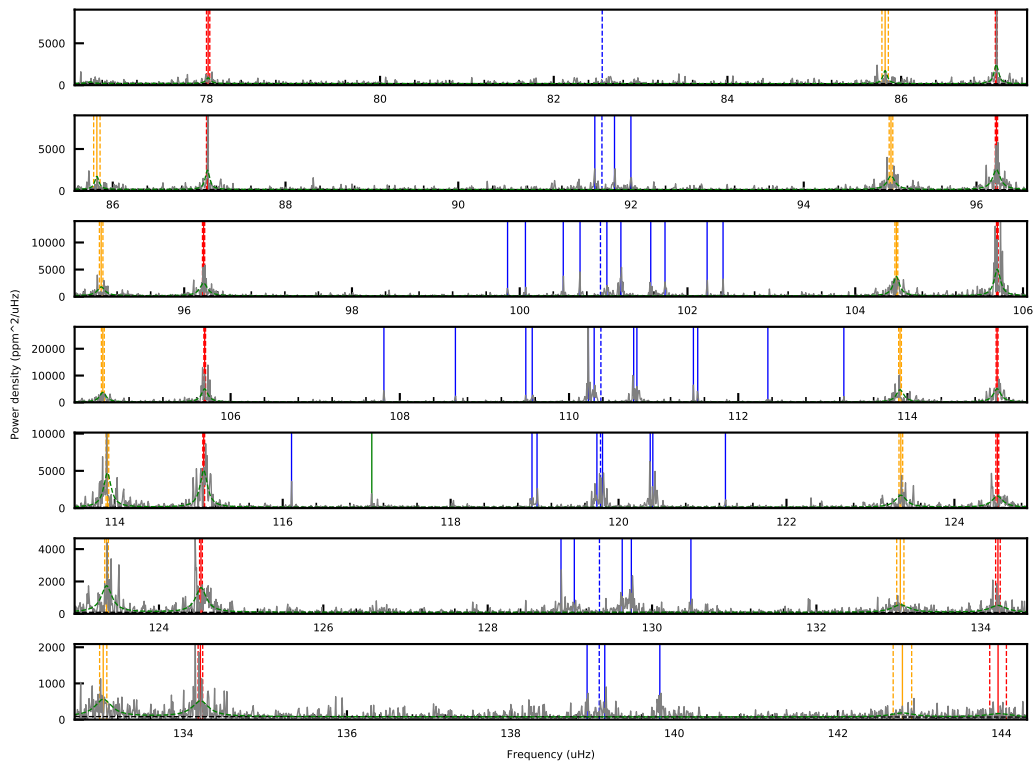 5000
0
78 80 82 84 86
5000
0
86 88 90 92 94 96
10000
5000
0
96 98 100 102 104 106
Power density (ppm^2/uHz)
20000
10000
0
106 108 110 112 114
10000
5000
0
114 116 118 120 122 124
4000
2000
0
124 126 128 130 132 134
2000
1000
0
134 136 138 140 142 144
Frequency (uHz)